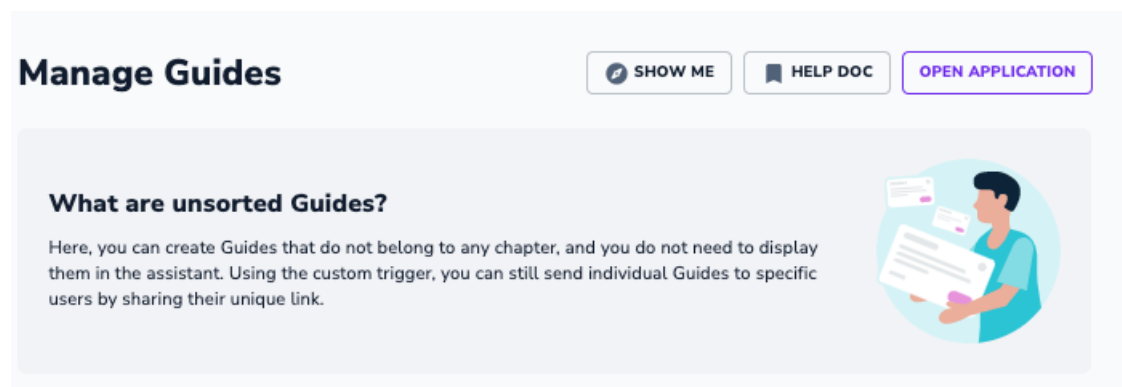 Manage Guides
SHOW ME
HELP DOC
OPEN APPLICATION
What are unsorted Guides?
Here, you can create Guides that do not belong to any chapter, and you do not need to display
them in the assistant. Using the custom trigger, you can still send individual Guides to specific
users by sharing their unique link.